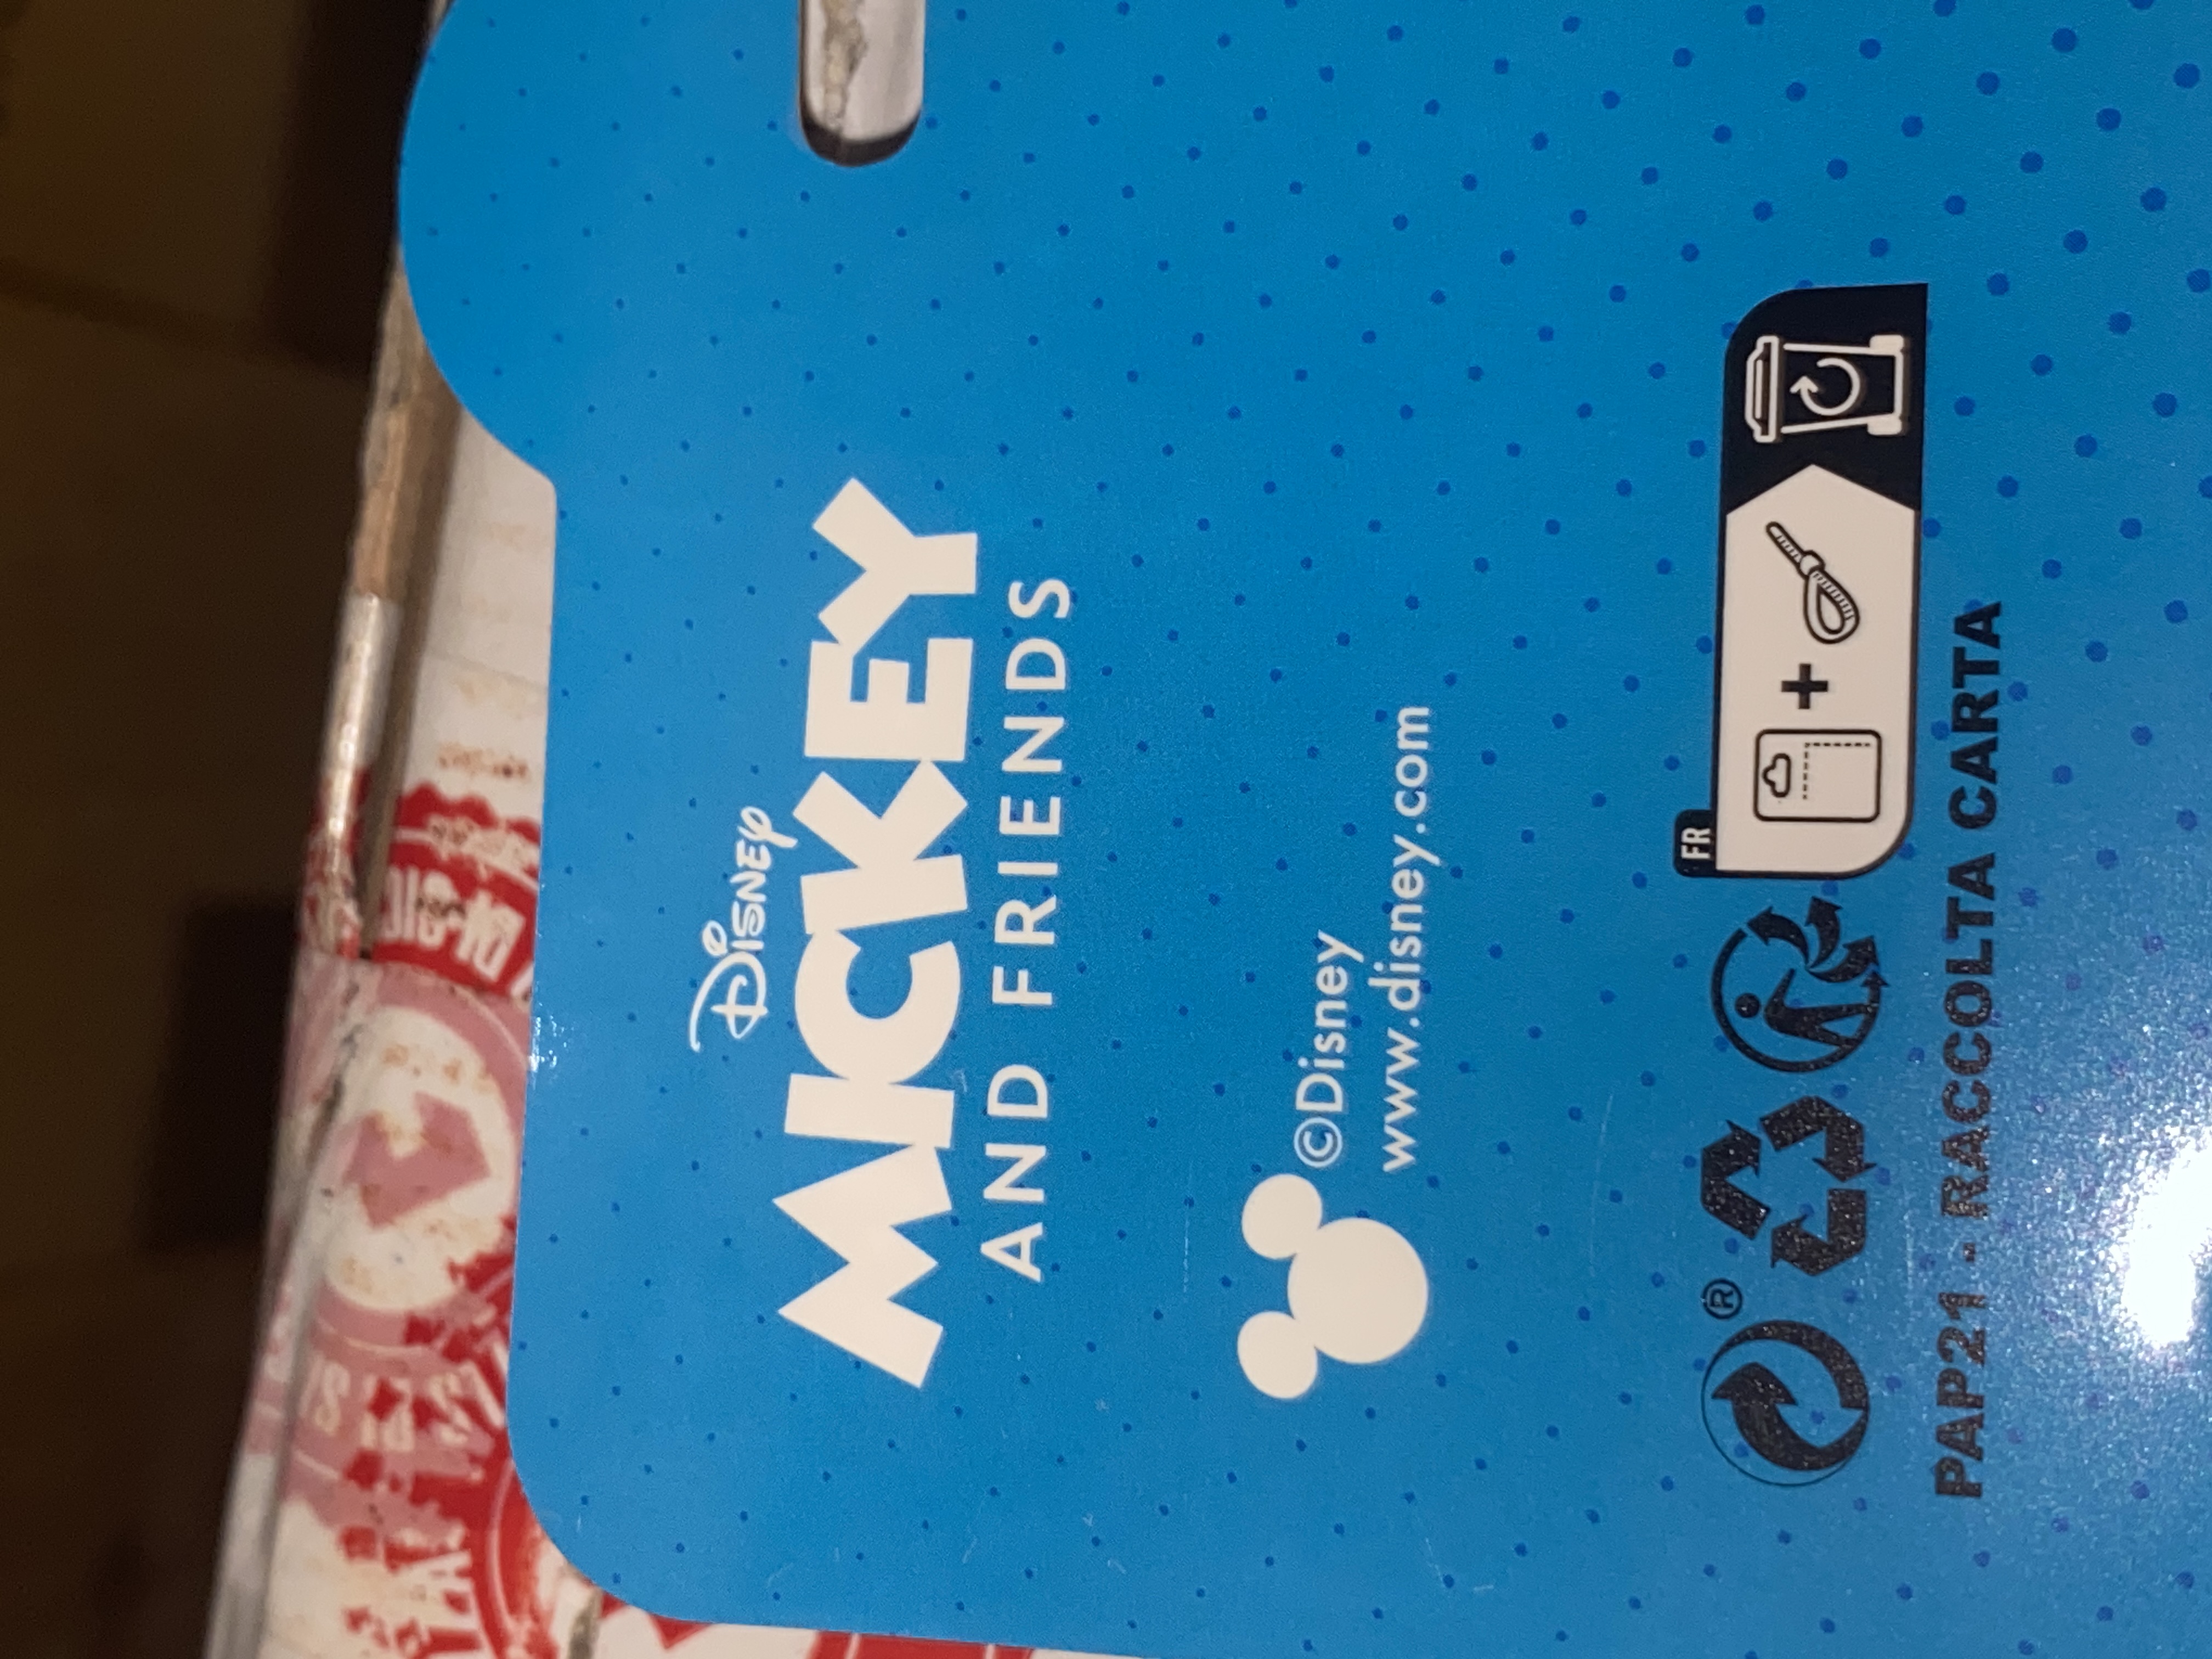 Disney
MICKEY
AND FRIENDS
©Disney
www.disney.com
®
FR
+
PAP21 - RACCOLTA CARTA